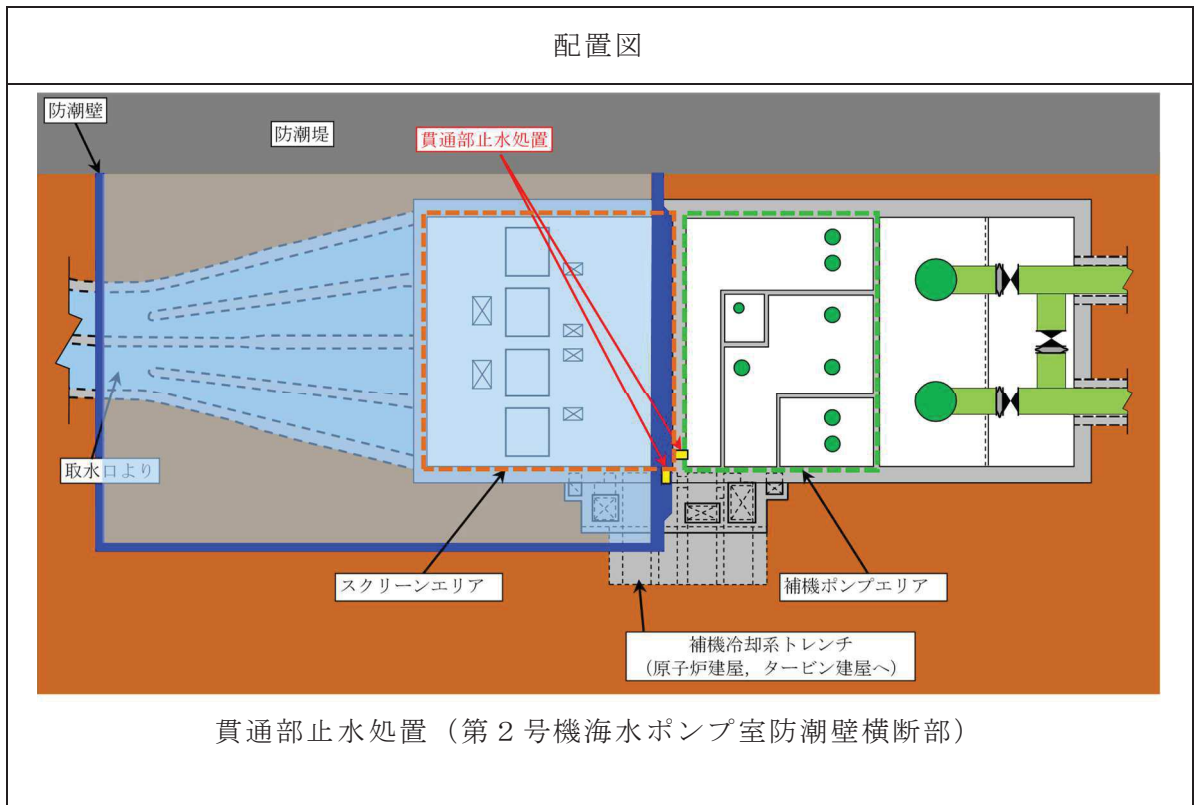 配置図
防潮壁
防潮堤
貫通部止水処置
取水口より
スクリーンエリア
補機ポンプエリア
補機冷却系トレンチ
（原子炉建屋，タービン建屋へ）
貫通部止水処置（第２号機海水ポンプ室防潮壁横断部）